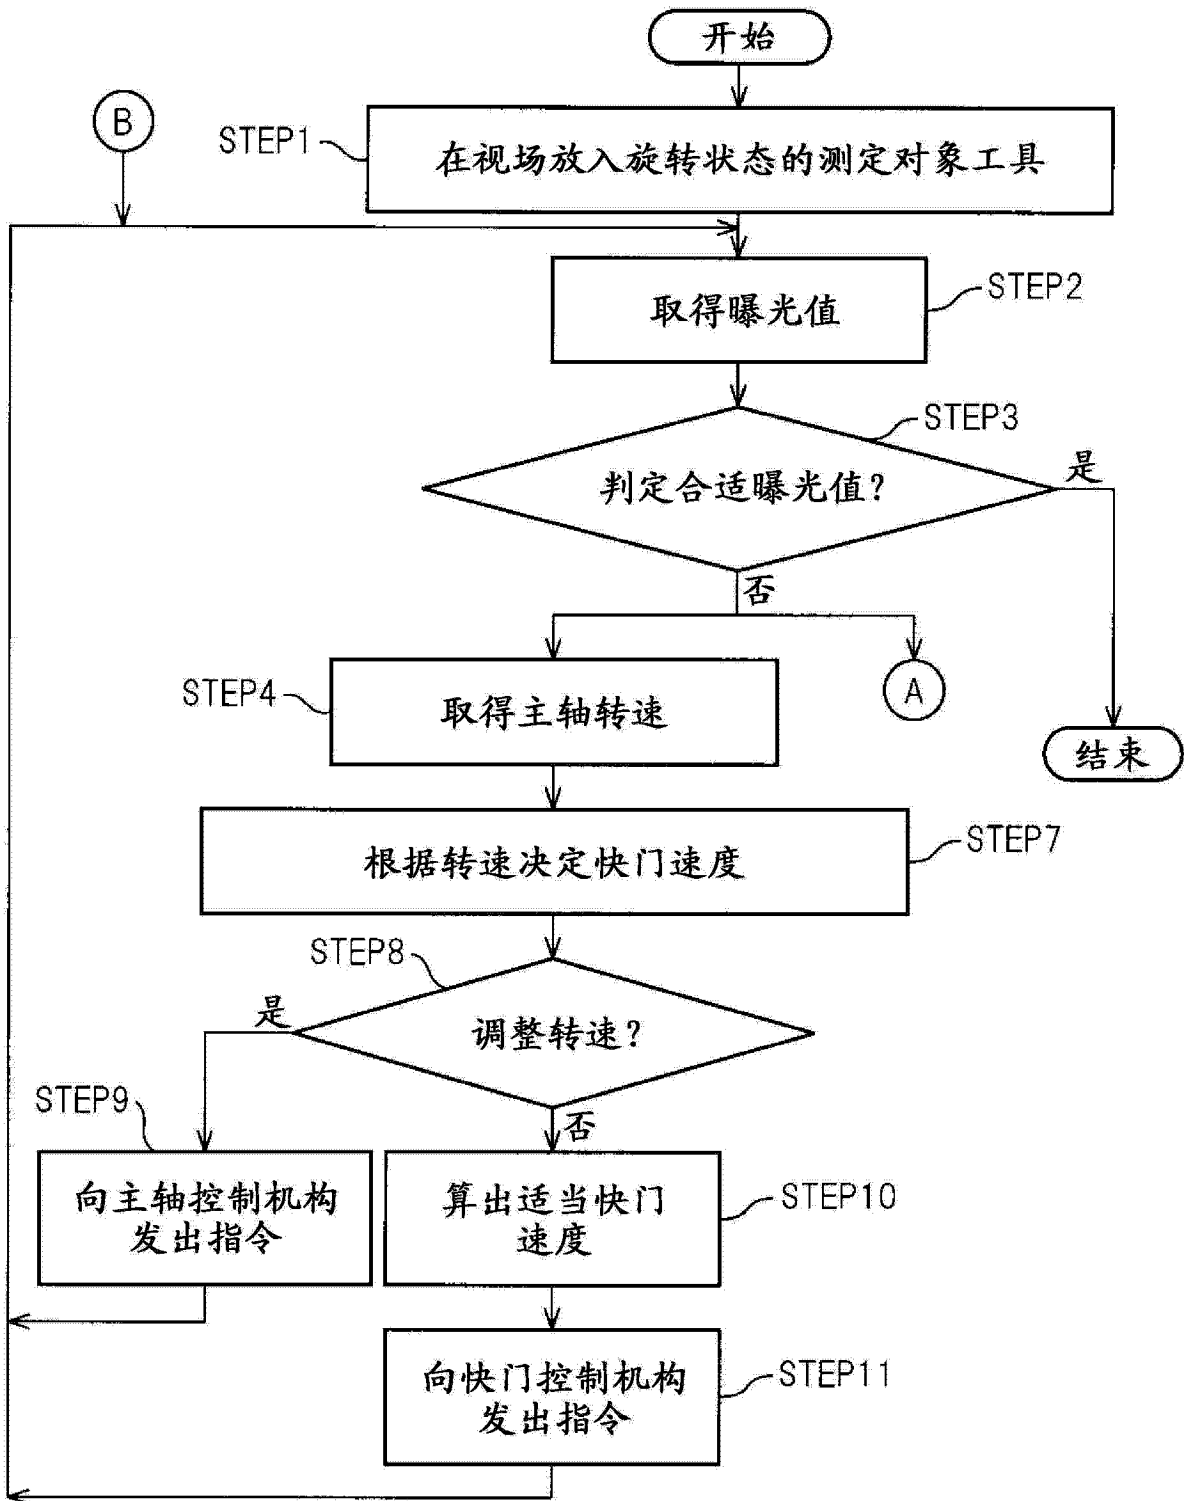 开始
B
STEP1
在视场放入旋转状态的测定对象工具
取得曝光值
STEP2
STEP3
判定合适曝光值?
是
否
A
STEP4
取得主轴转速
结束
根据转速决定快门速度
STEP7
STEP8
是
调整转速?
否
STEP9
向主轴控制机构
发出指令
算出适当快门
速度
STEP10
向快门控制机构
发出指令
STEP11